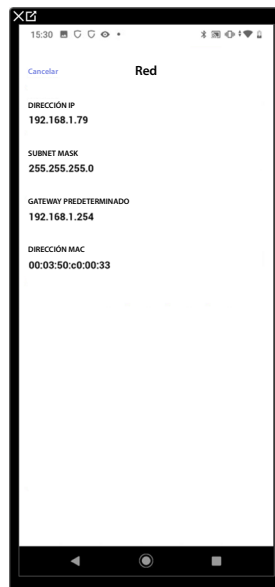 15:30
Cancelar
Red
DIRECCIÓN IP
192.168.1.79
SUBNET MASK
255.255.255.0
GATEWAY PREDETERMINADO
192.168.1.254
DIRECCIÓN MAC
00:03:50:c0:00:33